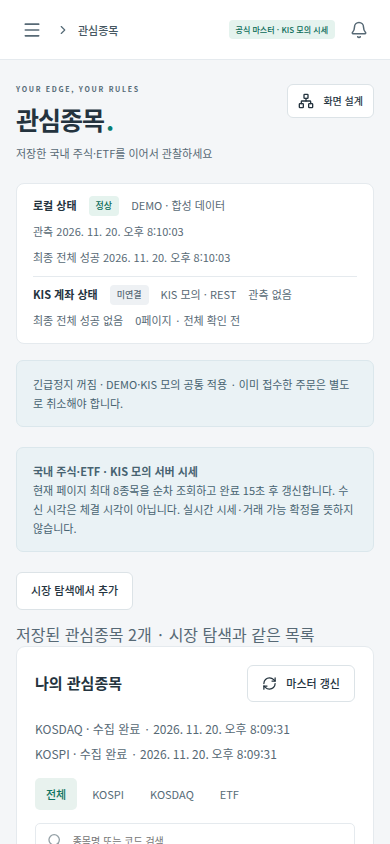 관심종목
공식 마스터 · KIS 모의 시세
YOUR EDGE, YOUR RULES
관심종목.
화면 설계
저장한 국내 주식·ETF를 이어서 관찰하세요
로컬 상태 정상 DEMO · 합성 데이터
관측 2026. 11. 20. 오후 8:10:03
최종 전체 성공 2026. 11. 20. 오후 8:10:03
KIS 계좌 상태 미연결 KIS 모의 · REST 관측 없음
최종 전체 성공 없음 0페이지 · 전체 확인 전
긴급정지 꺼짐 · DEMO·KIS 모의 공통 적용 · 이미 접수한 주문은 별도
로 취소해야 합니다.
국내 주식·ETF · KIS 모의 서버 시세
현재 페이지 최대 8종목을 순차 조회하고 완료 15초 후 갱신합니다. 수
신 시각은 체결 시각이 아닙니다. 실시간 시세·거래 가능 확정을 뜻하지
않습니다.
시장 탐색에서 추가
저장된 관심종목 2개 · 시장 탐색과 같은 목록
나의 관심종목
마스터 갱신
KOSDAQ · 수집 완료 · 2026. 11. 20. 오후 8:09:31
KOSPI · 수집 완료 · 2026. 11. 20. 오후 8:09:31
전체 KOSPI KOSDAQ ETF
종목명 또는 코드 검색